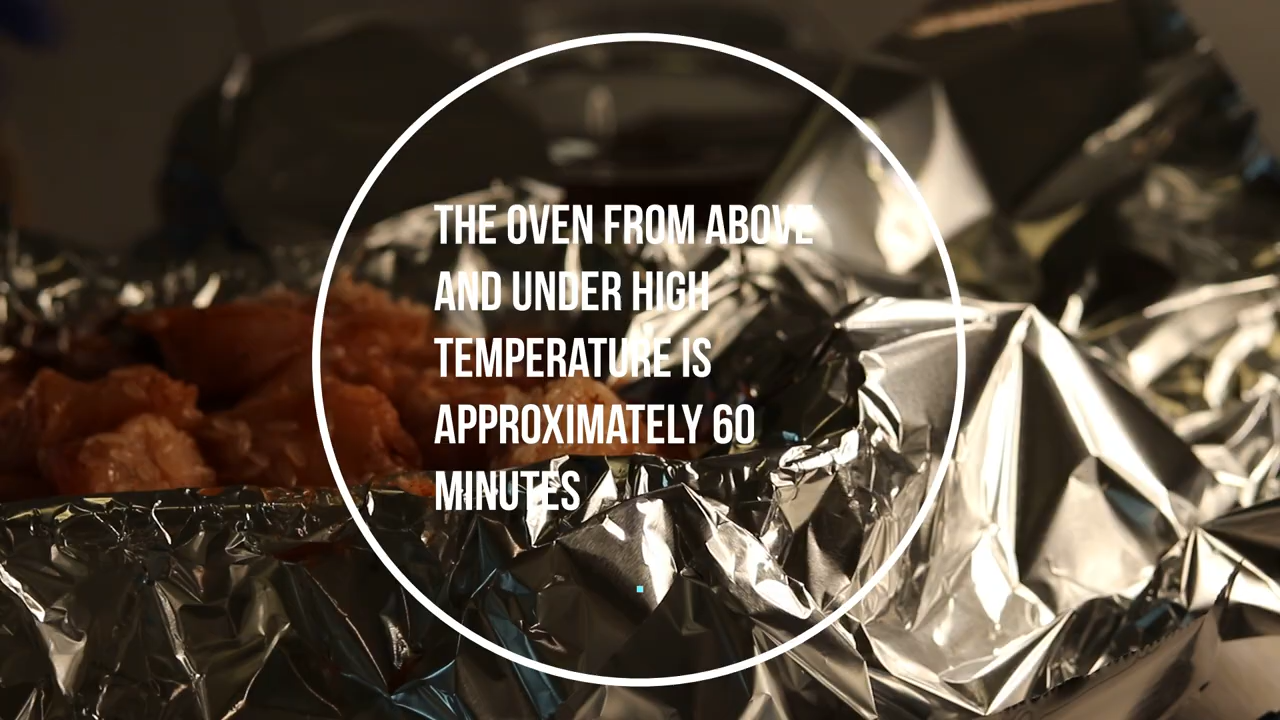 THE OVEN FROM ABOVE
AND UNDER HIGH
TEMPERATURE IS
APPROXIMATELY 60
MINUTES